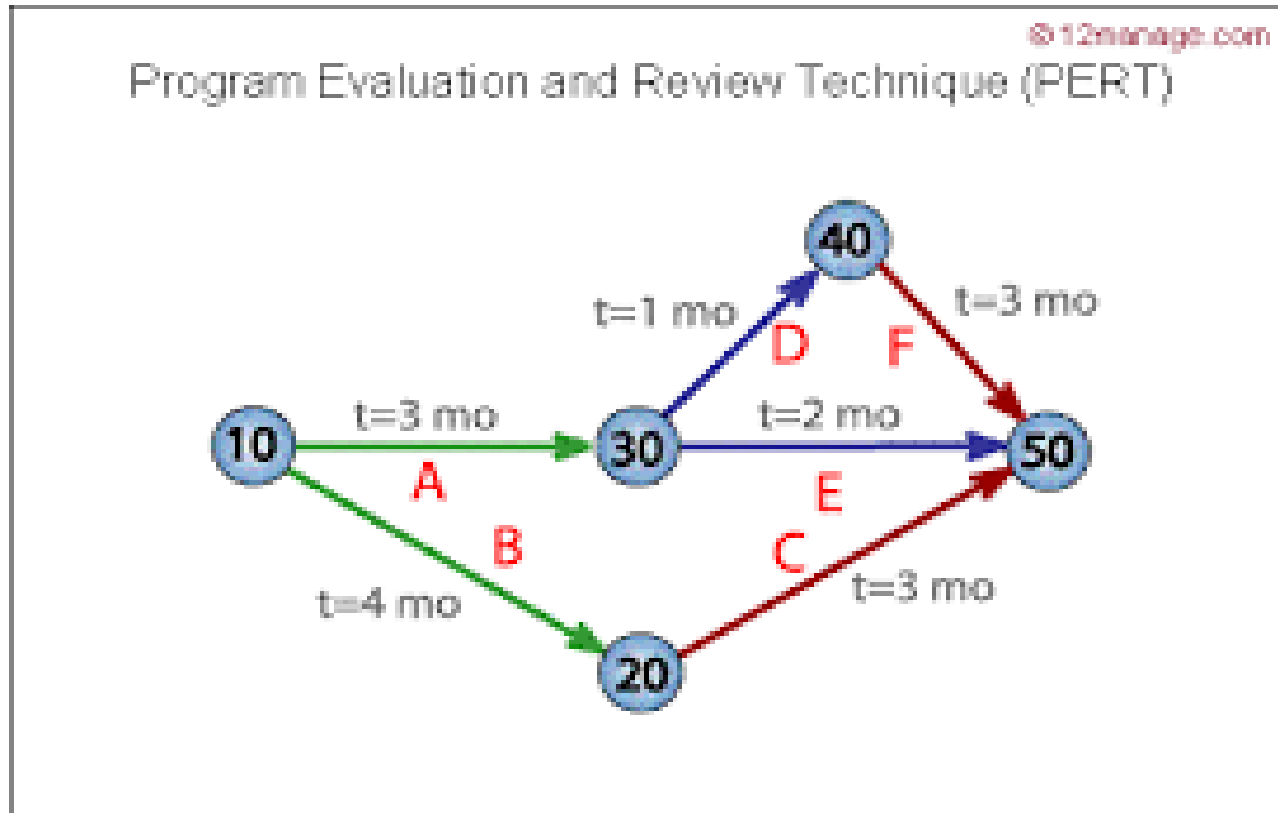 © 12manage.com
Program Evaluation and Review Technique (PERT)
40
t=1 mo
t=3 mo
D
F
t=3 mo
t=2 mo
10
30
50
A
E
B
C
t=4 mo
t=3 mo
20